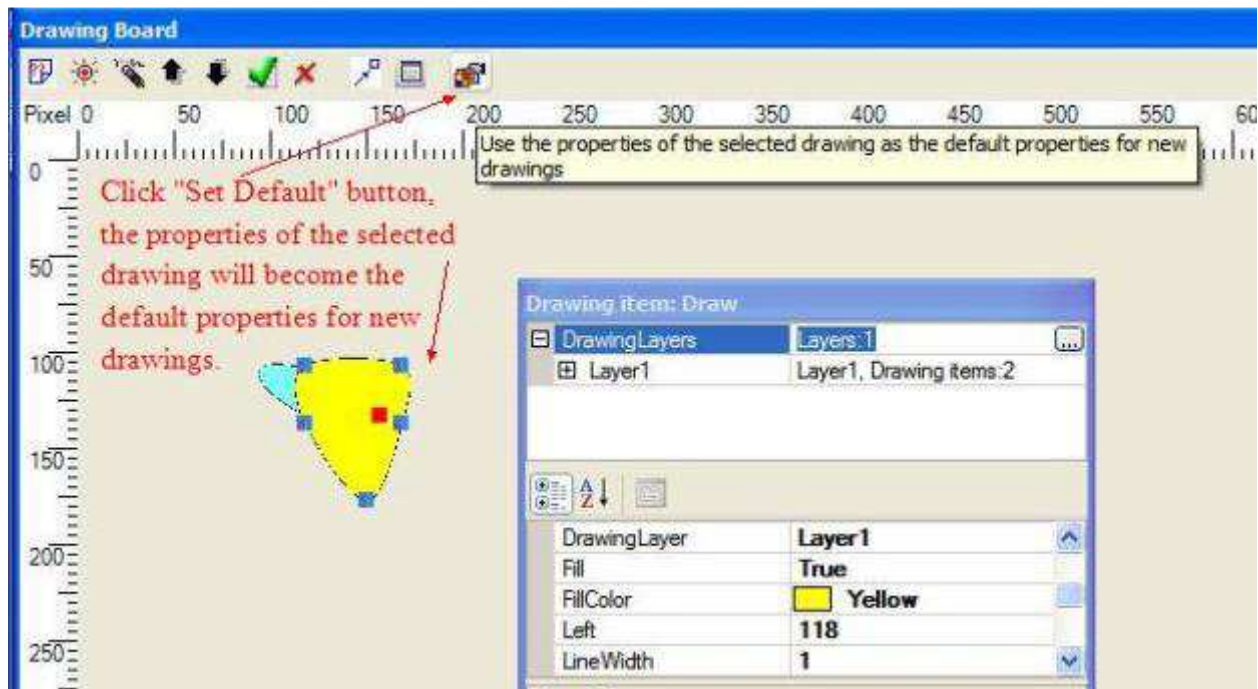 Drawing Board
Pixel 0 50 100 150 200 250 300 350 400 450 500 550 60
Use the properties of the selected drawing as the default properties for new
drawings
0
Click "Set Default" button,
the properties of the selected
drawing will become the
default properties for new
drawings.
50
100
150
200
250
Drawing item: Draw
DrawingLayers Layers:1 ...
Layer1 Layer1, Drawing items:2
A
Z
DrawingLayer Layer1
Fill True
FillColor Yellow
Left 118
LineWidth 1